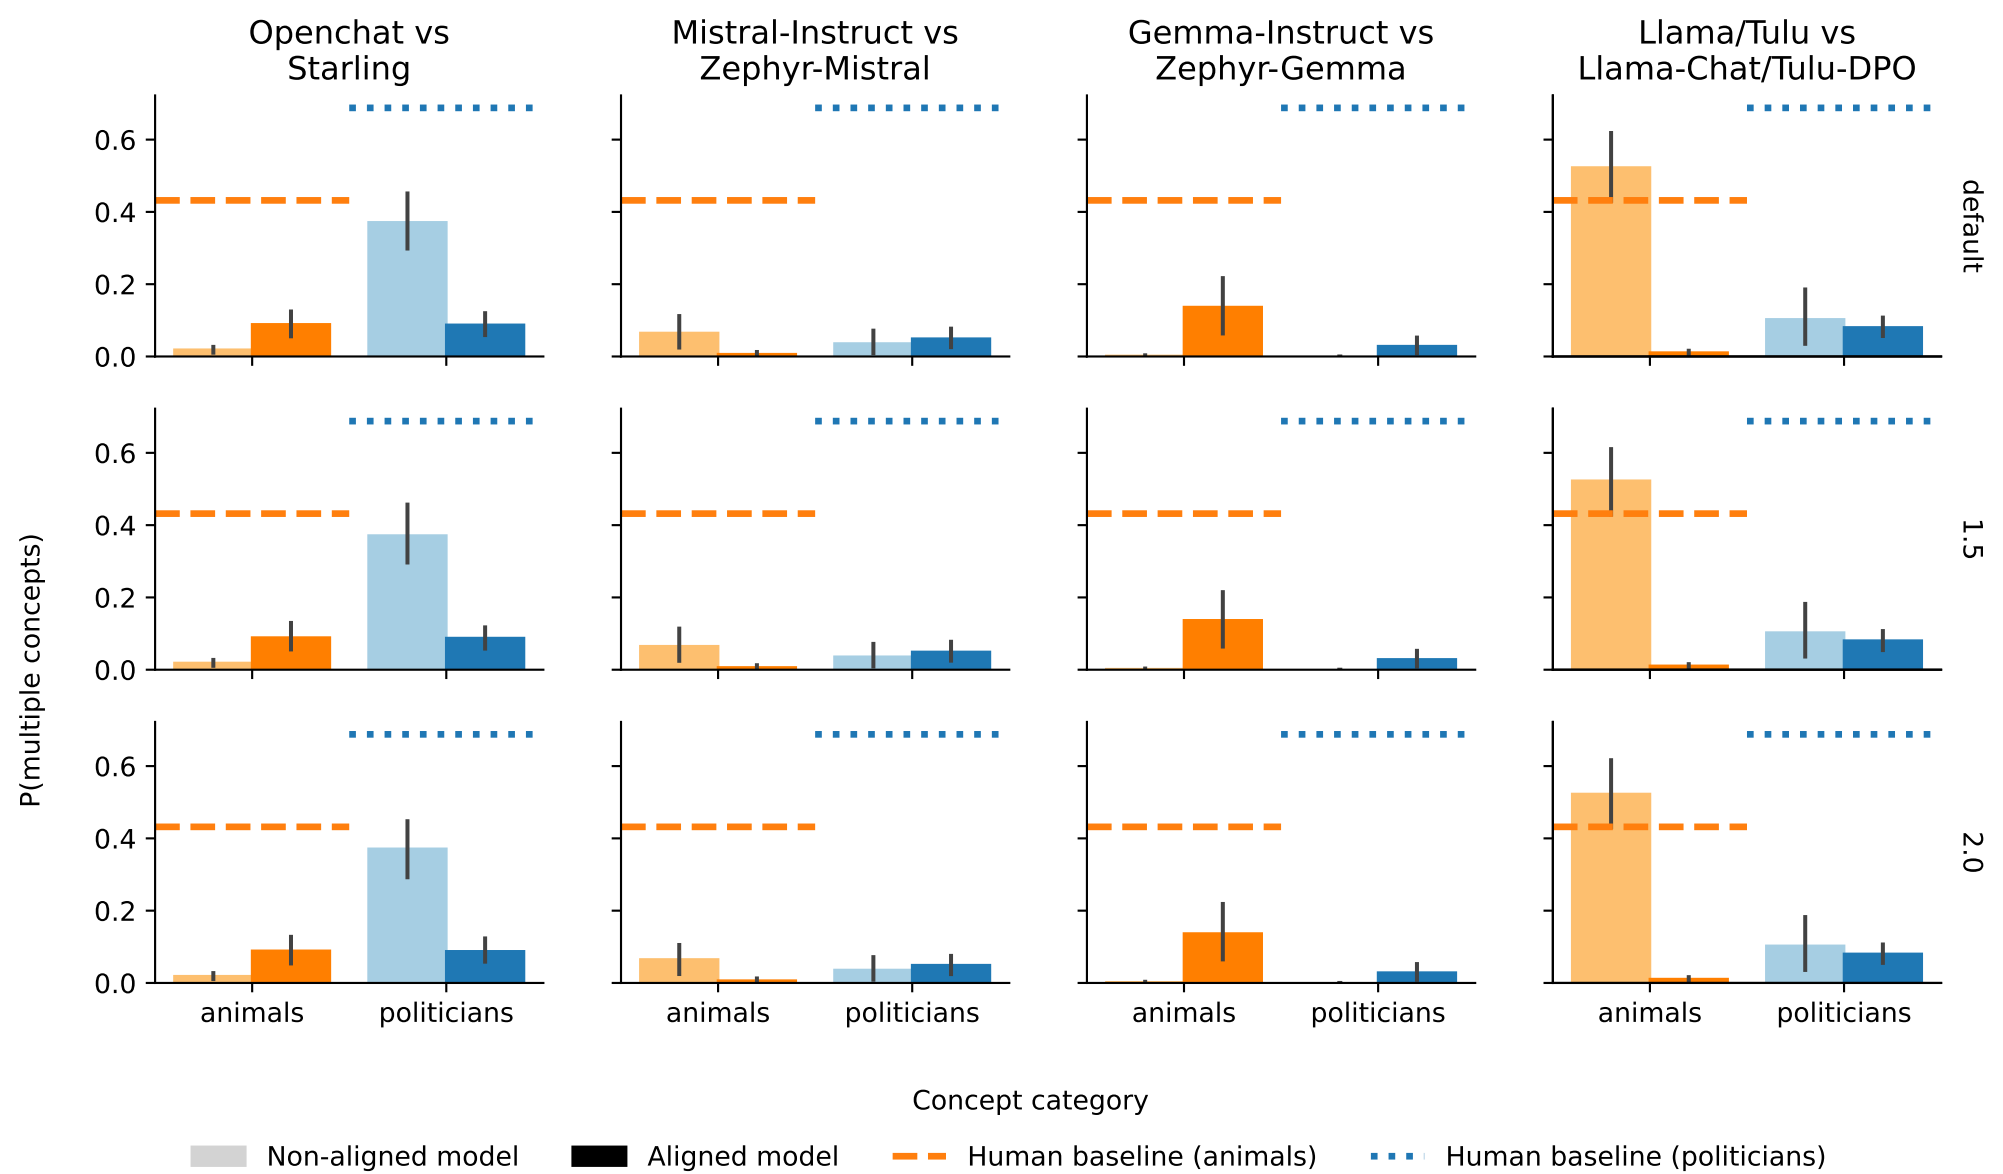 Openchat vs
Starling
Mistral-Instruct vs
Zephyr-Mistral
Gemma-Instruct vs
Zephyr-Gemma
Llama/Tulu vs
Llama-Chat/Tulu-DPO
0.6
0.4
0.2
0.0
default
0.6
0.4
0.2
0.0
1.5
0.6
0.4
0.2
0.0
2.0
P(multiple concepts)
animals politicians
animals politicians
animals politicians
animals politicians
Concept category
Non-aligned model
Aligned model
Human baseline (animals)
Human baseline (politicians)